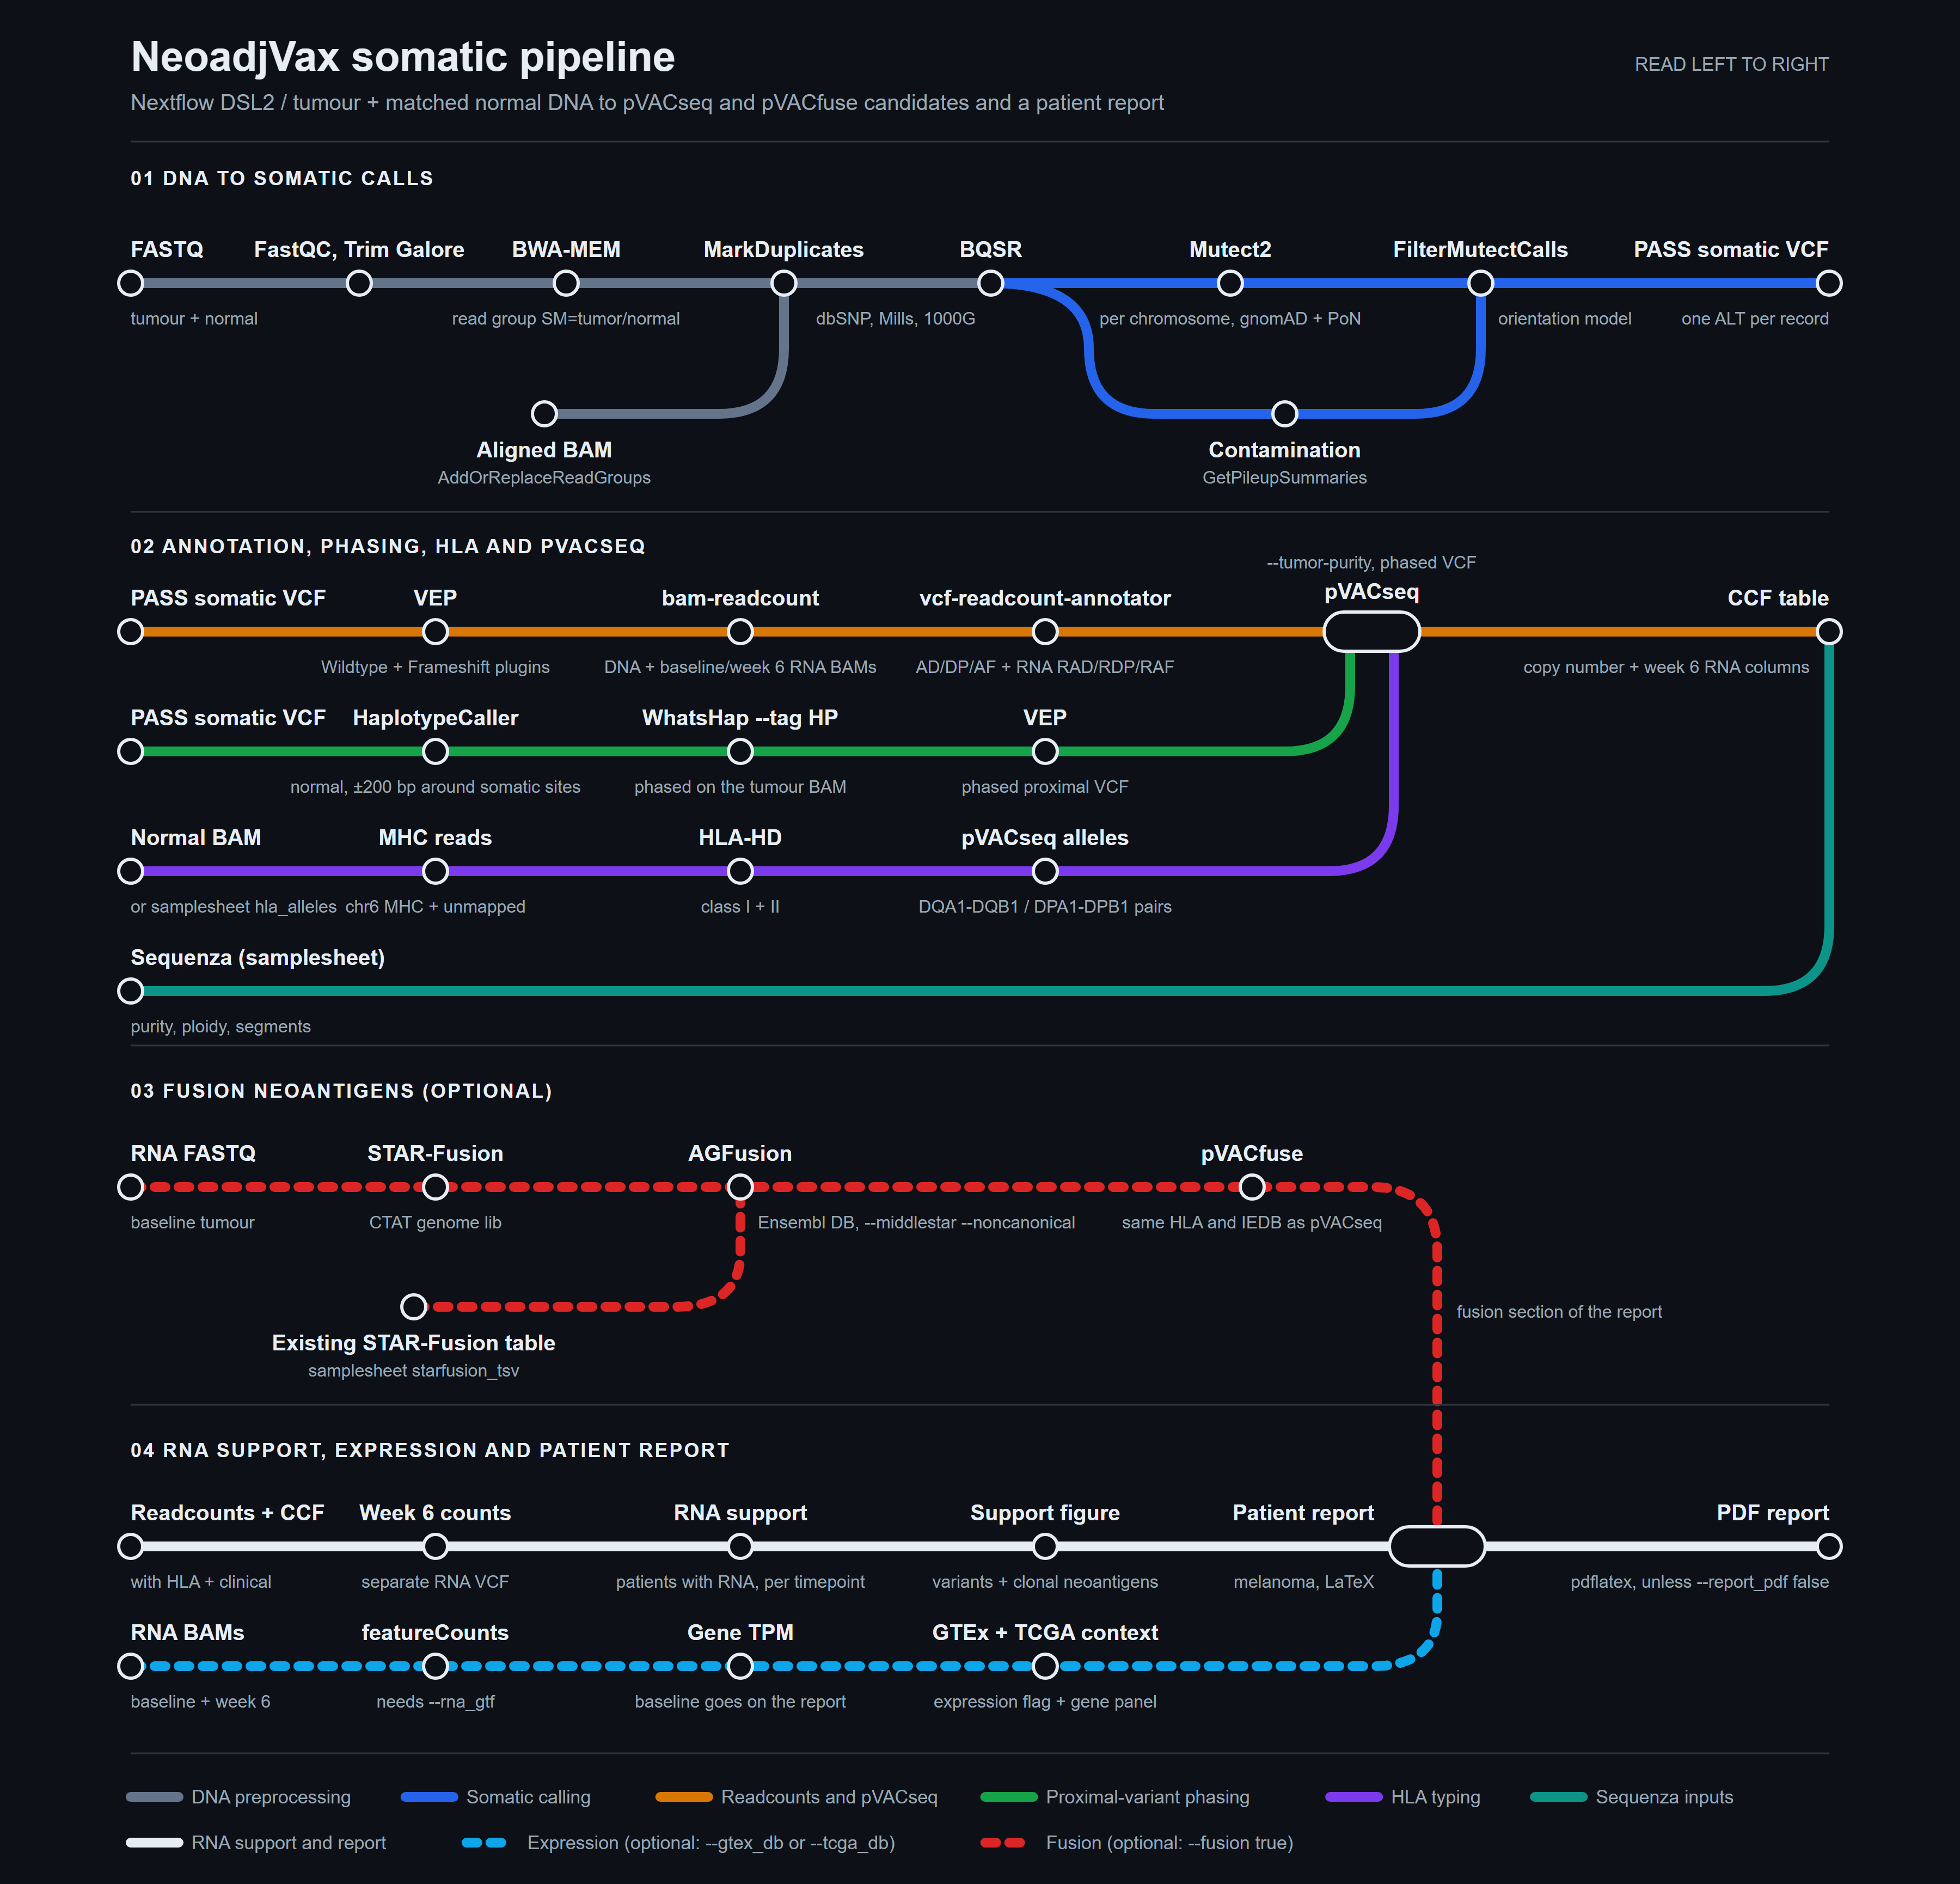 NeoadjVax somatic pipeline
READ LEFT TO RIGHT
Nextflow DSL2 / tumour + matched normal DNA to pVACseq and pVACfuse candidates and a patient report
01 DNA TO SOMATIC CALLS
FASTQ FastQC, Trim Galore BWA-MEM MarkDuplicates BQSR Mutect2 FilterMutectCalls PASS somatic VCF
tumour + normal read group SM=tumor/normal dbSNP, Mills, 1000G per chromosome, gnomAD + PoN orientation model one ALT per record
Aligned BAM Contamination
AddOrReplaceReadGroups GetPileupSummaries
02 ANNOTATION, PHASING, HLA AND PVACSEQ
--tumor-purity, phased VCF
PASS somatic VCF VEP bam-readcount vcf-readcount-annotator pVACseq CCF table
Wildtype + Frameshift plugins DNA + baseline/week 6 RNA BAMs AD/DP/AF + RNA RAD/RDP/RAF copy number + week 6 RNA columns
PASS somatic VCF HaplotypeCaller WhatsHap --tag HP VEP
normal, ±200 bp around somatic sites phased on the tumour BAM phased proximal VCF
Normal BAM MHC reads HLA-HD pVACseq alleles
or samplesheet hla_alleles chr6 MHC + unmapped class I + II DQA1-DQB1 / DPA1-DPB1 pairs
Sequenza (samplesheet)
purity, ploidy, segments
03 FUSION NEOANTIGENS (OPTIONAL)
RNA FASTQ STAR-Fusion AGFusion pVACfuse
baseline tumour CTAT genome lib Ensembl DB, --middlestar --noncanonical same HLA and IEDB as pVACseq
fusion section of the report
Existing STAR-Fusion table
samplesheet starfusion_tsv
04 RNA SUPPORT, EXPRESSION AND PATIENT REPORT
Readcounts + CCF Week 6 counts RNA support Support figure Patient report PDF report
with HLA + clinical separate RNA VCF patients with RNA, per timepoint variants + clonal neoantigens melanoma, LaTeX pdflatex, unless --report_pdf false
RNA BAMs featureCounts Gene TPM GTEx + TCGA context
baseline + week 6 needs --rna_gtf baseline goes on the report expression flag + gene panel
DNA preprocessing Somatic calling Readcounts and pVACseq Proximal-variant phasing HLA typing Sequenza inputs
RNA support and report Expression (optional: --gtex_db or --tcga_db) Fusion (optional: --fusion true)